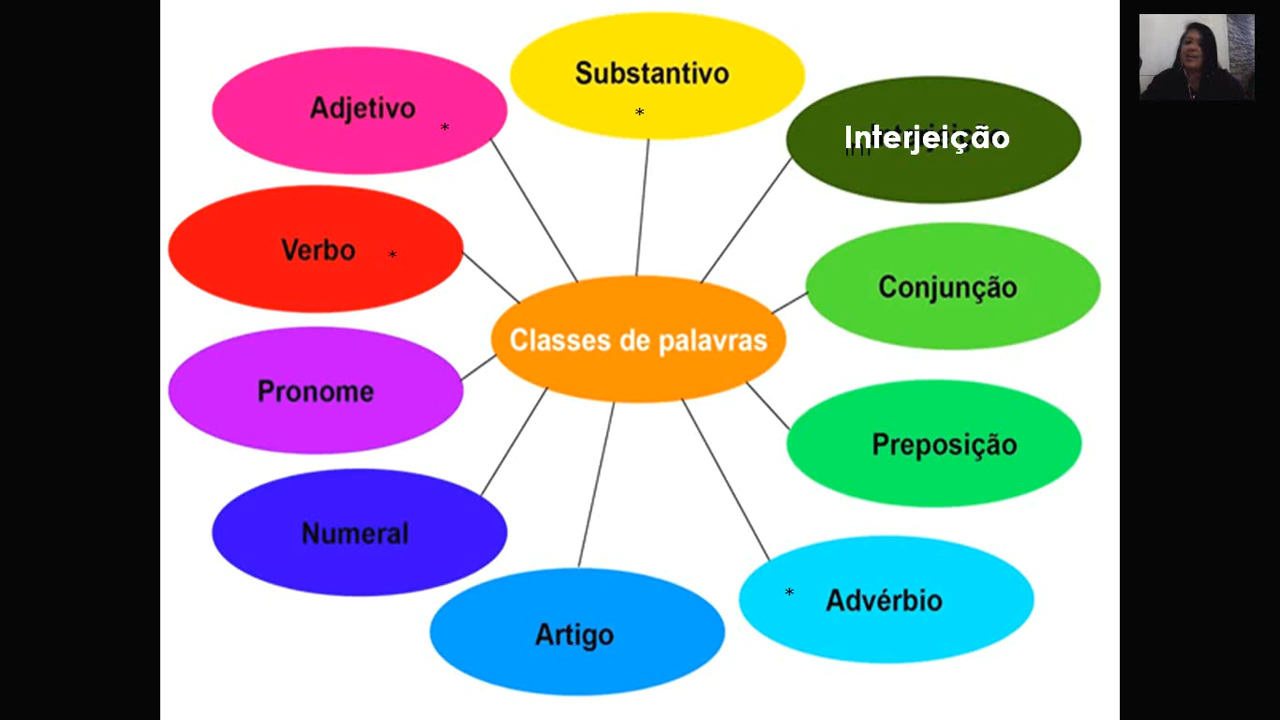 Substantivo
*
Adjetivo
*
Interjeição
Verbo *
Conjunção
Classes de palavras
Pronome
Preposição
Numeral
* Advérbio
Artigo